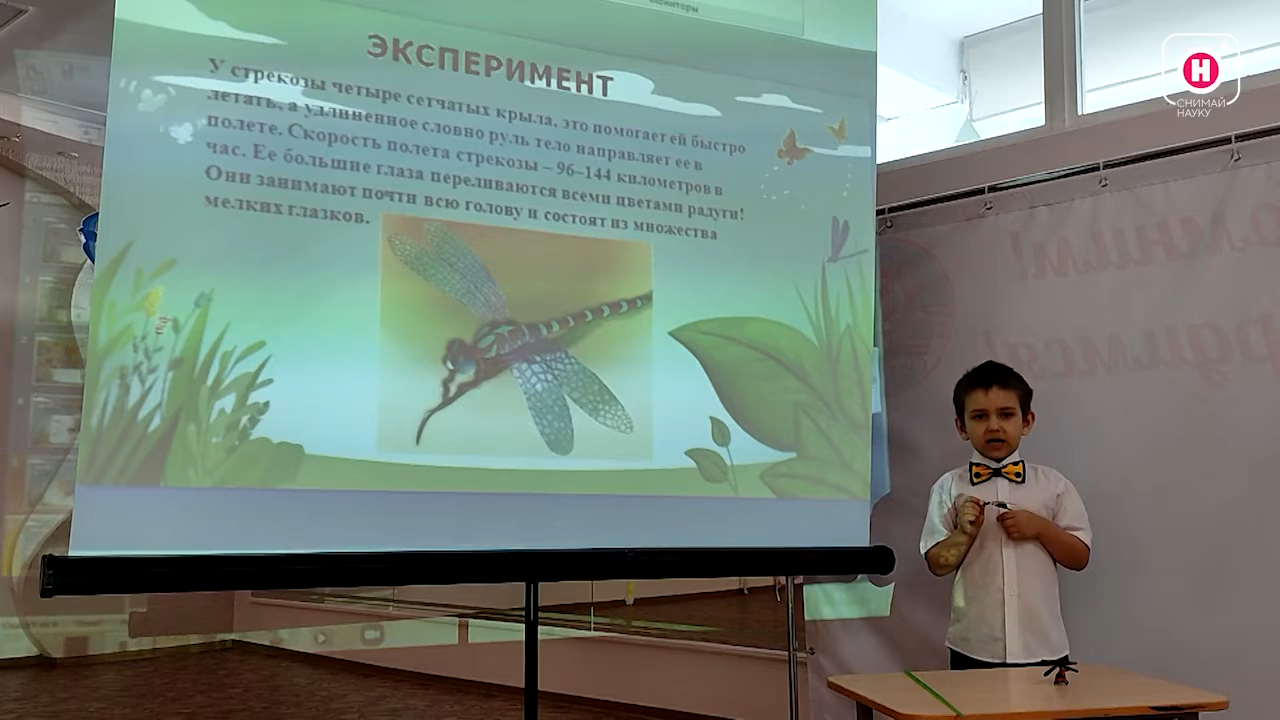 мониторы
ЭКСПЕРИМЕНТ
У стрекозы четыре сетчатых крыла, это помогает ей быстро
летать, а удлиненное словно руль тело направляет ее в
полете. Скорость полета стрекозы – 96–144 километров в
час. Ее большие глаза переливаются всеми цветами радуги!
Они занимают почти всю голову и состоят из множества
мелких глазков.
Н
СНИМАЙ
НАУКУ